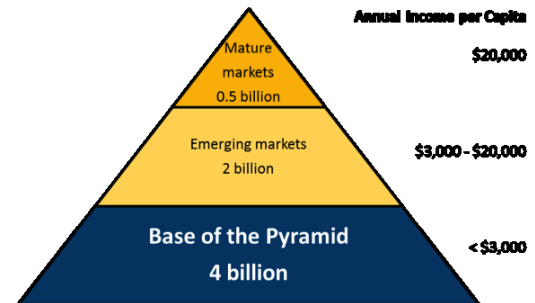 Annual Income per Capita
Mature
markets
0.5 billion
$20,000
Emerging markets
2 billion
$3,000 - $20,000
Base of the Pyramid
4 billion
< $3,000